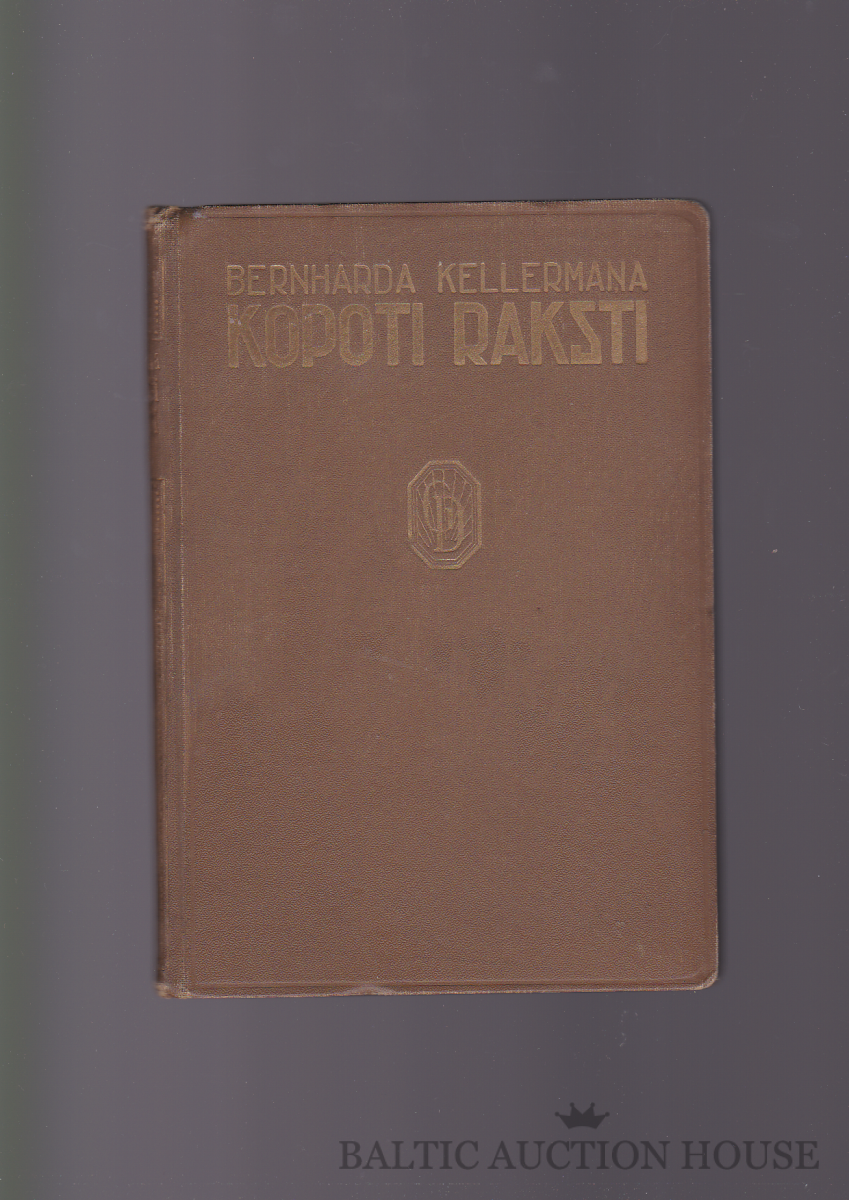 BERNHARDA KELLERMANA
KOPOTI RAKSTI
BALTIC AUCTION HOUSE